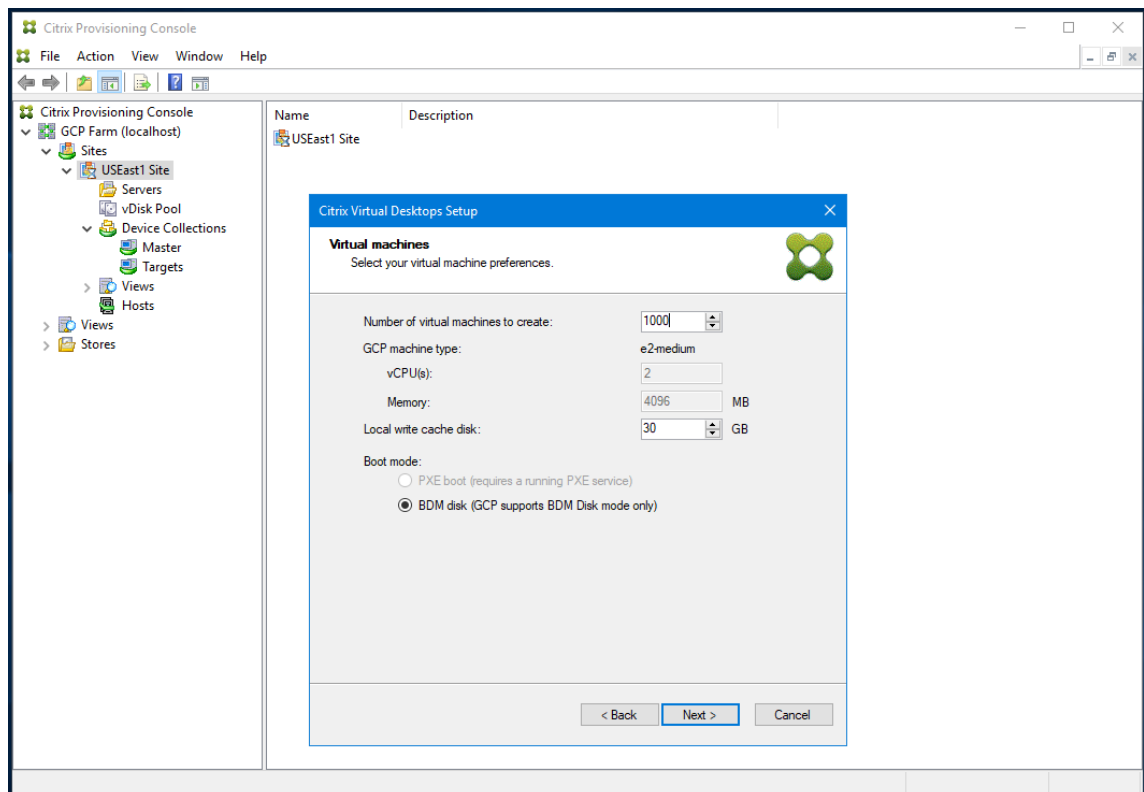 Citrix Provisioning Console
File Action View Window Help
Citrix Provisioning Console
GCP Farm (localhost)
Sites
USEast1 Site
Servers
vDisk Pool
Device Collections
Master
Targets
Views
Hosts
Views
Stores
Name Description
USEast1 Site
Citrix Virtual Desktops Setup
Virtual machines
Select your virtual machine preferences.
Number of virtual machines to create: 1000
GCP machine type: e2-medium
vCPU(s): 2
Memory: 4096 MB
Local write cache disk: 30 GB
Boot mode:
PXE boot (requires a running PXE service)
BDM disk (GCP supports BDM Disk mode only)
< Back Next > Cancel